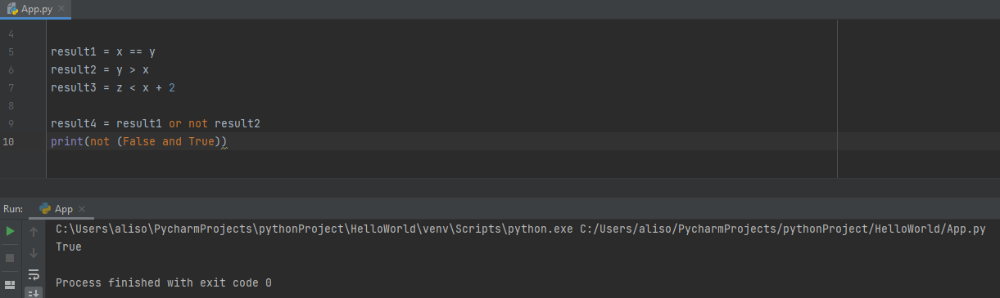 App.py
4
5 result1 = x == y
6 result2 = y > x
7 result3 = z < x + 2
8
9 result4 = result1 or not result2
10 print(not (False and True))
Run: App
C:\Users\aliso\PycharmProjects\pythonProject\HelloWorld\venv\Scripts\python.exe C:/Users/aliso/PycharmProjects/pythonProject/HelloWorld/App.py
True
Process finished with exit code 0